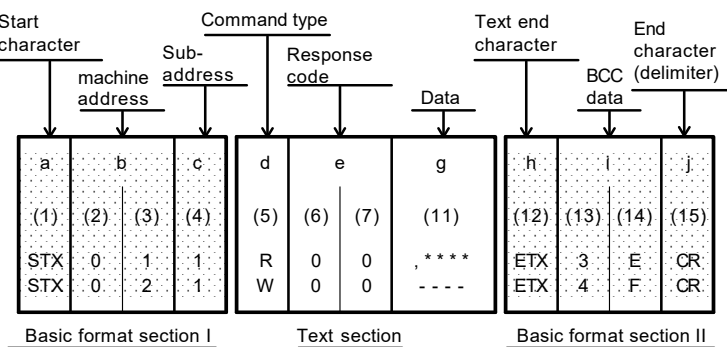 Start character
Command type
Text end character
End character (delimiter)
machine address
Sub-address
Response code
Data
BCC data
a b c d e g h i j
(1) (2) (3) (4) (5) (6) (7) (11) (12) (13) (14) (15)
STX 0 1 1 R 0 0 ,**** ETX 3 E CR
STX 0 2 1 W 0 0 ---- ETX 4 F CR
Basic format section I Text section Basic format section II